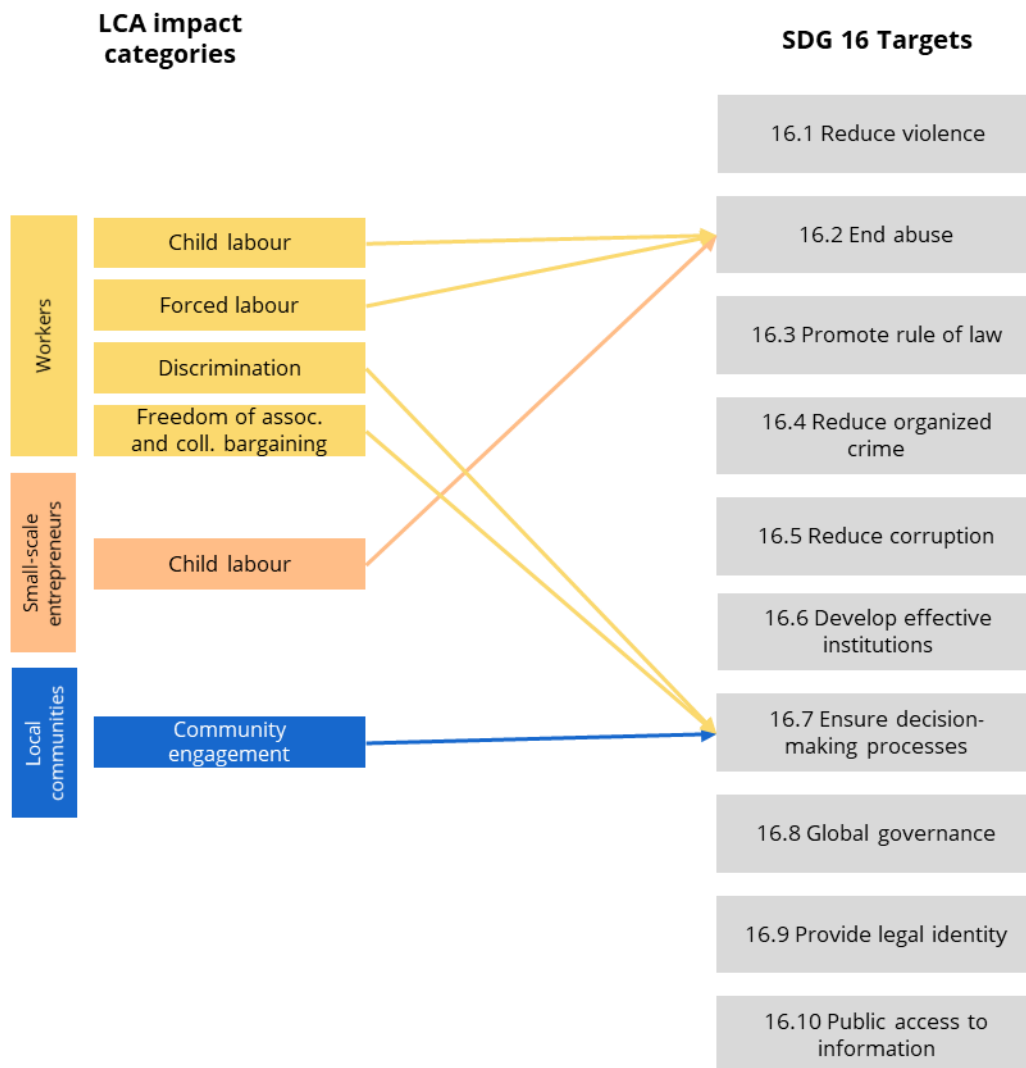 LCA impact
categories
SDG 16 Targets
Workers
Child labour
Forced labour
Discrimination
Freedom of assoc.
and coll. bargaining
Small-scale
entrepreneurs
Child labour
Local
communities
Community
engagement
16.1 Reduce violence
16.2 End abuse
16.3 Promote rule of law
16.4 Reduce organized
crime
16.5 Reduce corruption
16.6 Develop effective
institutions
16.7 Ensure decision-
making processes
16.8 Global governance
16.9 Provide legal identity
16.10 Public access to
information